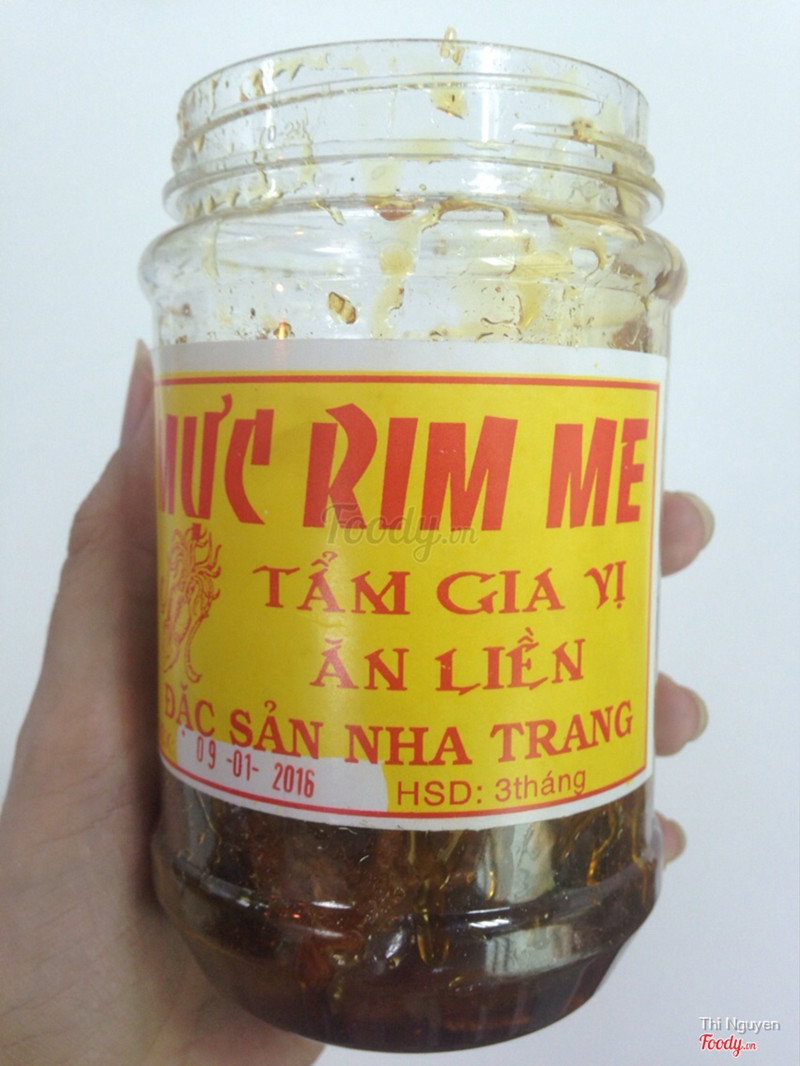 MỰC RIM ME
TẨM GIA VỊ
ĂN LIỀN
ĐẶC SẢN NHA TRANG
09-01-2016
HSD: 3tháng
Foody.vn
Thi Nguyen
Foody.vn